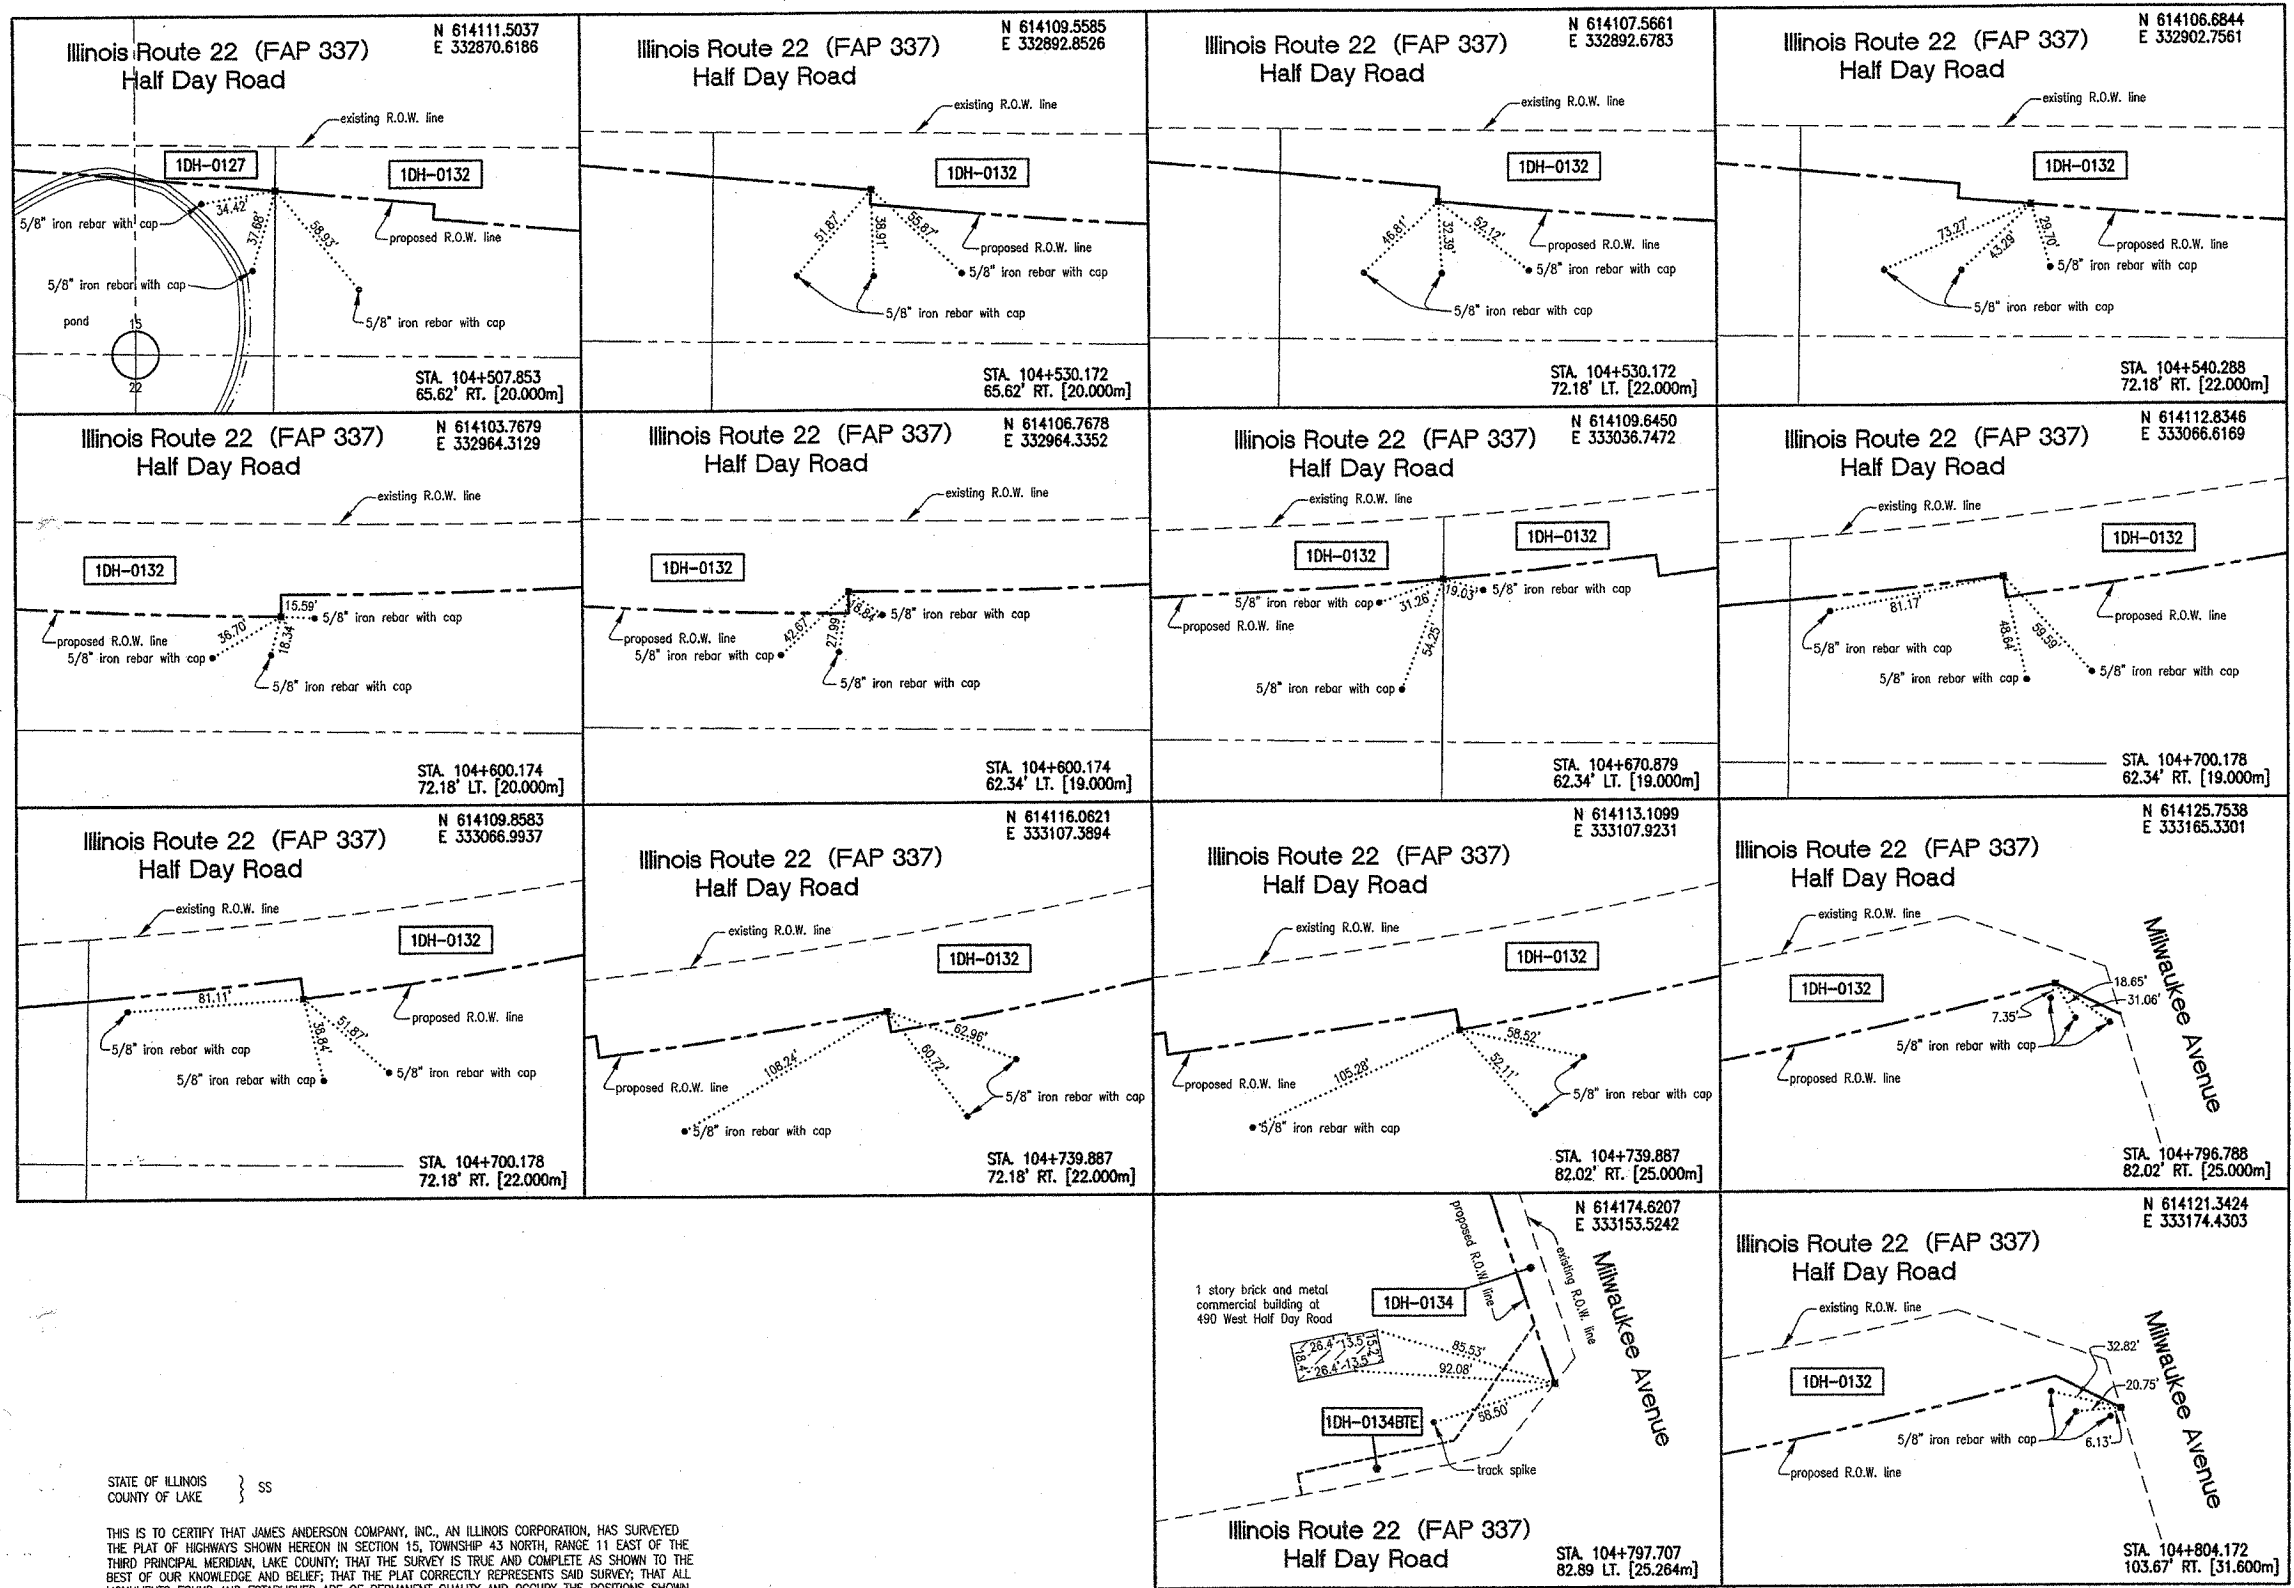 N 614111.5037
E 332870.6186
Illinois Route 22 (FAP 337)
Half Day Road
existing R.O.W. line
1DH-0127
1DH-0132
34.42'
37.68'
58.93'
5/8" iron rebar with cap
proposed R.O.W. line
5/8" iron rebar with cap
pond
15
22
5/8" iron rebar with cap
STA. 104+507.853
65.62' RT. [20.000m]
N 614109.5585
E 332892.8526
Illinois Route 22 (FAP 337)
Half Day Road
existing R.O.W. line
1DH-0132
51.87'
38.91'
55.87'
proposed R.O.W. line
5/8" iron rebar with cap
5/8" iron rebar with cap
STA. 104+530.172
65.62' RT. [20.000m]
N 614107.5661
E 332892.6783
Illinois Route 22 (FAP 337)
Half Day Road
existing R.O.W. line
1DH-0132
46.81'
32.39'
52.12'
proposed R.O.W. line
5/8" iron rebar with cap
5/8" iron rebar with cap
STA. 104+530.172
72.18' LT. [22.000m]
N 614106.6844
E 332902.7561
Illinois Route 22 (FAP 337)
Half Day Road
existing R.O.W. line
1DH-0132
73.27'
43.29'
29.70'
proposed R.O.W. line
5/8" iron rebar with cap
5/8" iron rebar with cap
STA. 104+540.288
72.18' RT. [22.000m]
N 614103.7679
E 332964.3129
Illinois Route 22 (FAP 337)
Half Day Road
existing R.O.W. line
1DH-0132
15.59'
5/8" iron rebar with cap
36.70'
18.34'
proposed R.O.W. line
5/8" iron rebar with cap
5/8" iron rebar with cap
STA. 104+600.174
72.18' LT. [20.000m]
N 614106.7678
E 332964.3352
Illinois Route 22 (FAP 337)
Half Day Road
existing R.O.W. line
1DH-0132
18.84'
5/8" iron rebar with cap
42.67'
27.99'
proposed R.O.W. line
5/8" iron rebar with cap
5/8" iron rebar with cap
STA. 104+600.174
62.34' LT. [19.000m]
N 614109.6450
E 333036.7472
Illinois Route 22 (FAP 337)
Half Day Road
existing R.O.W. line
1DH-0132
1DH-0132
19.03'
5/8" iron rebar with cap
5/8" iron rebar with cap
31.26'
54.25'
proposed R.O.W. line
5/8" iron rebar with cap
STA. 104+670.879
62.34' LT. [19.000m]
N 614112.8346
E 333066.6169
Illinois Route 22 (FAP 337)
Half Day Road
existing R.O.W. line
1DH-0132
81.17'
48.64'
59.59'
proposed R.O.W. line
5/8" iron rebar with cap
5/8" iron rebar with cap
5/8" iron rebar with cap
STA. 104+700.178
62.34' RT. [19.000m]
N 614109.8583
E 333066.9937
Illinois Route 22 (FAP 337)
Half Day Road
existing R.O.W. line
1DH-0132
81.11'
38.84'
51.87'
proposed R.O.W. line
5/8" iron rebar with cap
5/8" iron rebar with cap
5/8" iron rebar with cap
STA. 104+700.178
72.18' RT. [22.000m]
N 614116.0621
E 333107.3894
Illinois Route 22 (FAP 337)
Half Day Road
existing R.O.W. line
1DH-0132
62.96'
60.72'
108.24'
proposed R.O.W. line
5/8" iron rebar with cap
5/8" iron rebar with cap
STA. 104+739.887
72.18' RT. [22.000m]
N 614113.1099
E 333107.9231
Illinois Route 22 (FAP 337)
Half Day Road
existing R.O.W. line
1DH-0132
58.52'
52.11'
105.28'
proposed R.O.W. line
5/8" iron rebar with cap
5/8" iron rebar with cap
STA. 104+739.887
82.02' RT. [25.000m]
N 614125.7538
E 333165.3301
Illinois Route 22 (FAP 337)
Half Day Road
existing R.O.W. line
Milwaukee Avenue
1DH-0132
18.65'
31.06'
7.35'
5/8" iron rebar with cap
proposed R.O.W. line
STA. 104+796.788
82.02' RT. [25.000m]
N 614174.6207
E 333153.5242
proposed R.O.W. line
existing R.O.W. line
Milwaukee Avenue
1 story brick and metal
commercial building at
490 West Half Day Road
1DH-0134
26.4'
13.5'
15.2'
18.4'
26.4'
13.5'
85.53'
92.08'
58.50'
1DH-0134BTE
track spike
Illinois Route 22 (FAP 337)
Half Day Road
STA. 104+797.707
82.89 LT. [25.264m]
N 614121.3424
E 333174.4303
Illinois Route 22 (FAP 337)
Half Day Road
existing R.O.W. line
Milwaukee Avenue
32.82'
1DH-0132
20.75'
5/8" iron rebar with cap
6.13'
proposed R.O.W. line
STA. 104+804.172
103.67' RT. [31.600m]
STATE OF ILLINOIS
COUNTY OF LAKE
} SS
THIS IS TO CERTIFY THAT JAMES ANDERSON COMPANY, INC., AN ILLINOIS CORPORATION, HAS SURVEYED
THE PLAT OF HIGHWAYS SHOWN HEREON IN SECTION 15, TOWNSHIP 43 NORTH, RANGE 11 EAST OF THE
THIRD PRINCIPAL MERIDIAN, LAKE COUNTY; THAT THE SURVEY IS TRUE AND COMPLETE AS SHOWN TO THE
BEST OF OUR KNOWLEDGE AND BELIEF; THAT THE PLAT CORRECTLY REPRESENTS SAID SURVEY; THAT ALL
MONUMENTS FOUND AND ESTABLISHED ARE OF PERMANENT QUALITY AND OCCUPY THE POSITIONS SHOWN